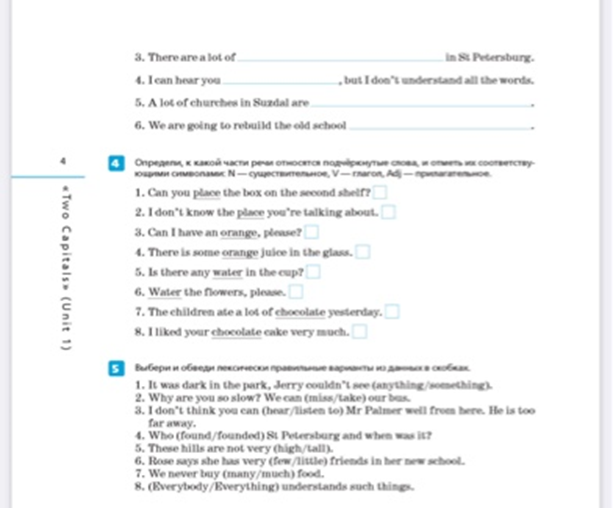 3. There are a lot of ______ in St Petersburg.
4. I can hear you ______, but I don't understand all the words.
5. A lot of churches in Suzdal are ______.
6. We are going to rebuild the old school ______.
4
«Two Capitals» (Unit 1)
4 Определи, к какой части речи относятся подчёркнутые слова, и отметь их соответству-
ющими символами: N — существительное, V — глагол, Adj — прилагательное.
1. Can you place the box on the second shelf?
2. I don't know the place you're talking about.
3. Can I have an orange, please?
4. There is some orange juice in the glass.
5. Is there any water in the cup?
6. Water the flowers, please.
7. The children ate a lot of chocolate yesterday.
8. I liked your chocolate cake very much.
5 Выбери и обведи лексически правильные варианты из данных в скобках.
1. It was dark in the park, Jerry couldn't see (anything/something).
2. Why are you so slow? We can (miss/take) our bus.
3. I don't think you can (hear/listen to) Mr Palmer well from here. He is too
far away.
4. Who (found/founded) St Petersburg and when was it?
5. These hills are not very (high/tall).
6. Rose says she has very (few/little) friends in her new school.
7. We never buy (many/much) food.
8. (Everybody/Everything) understands such things.